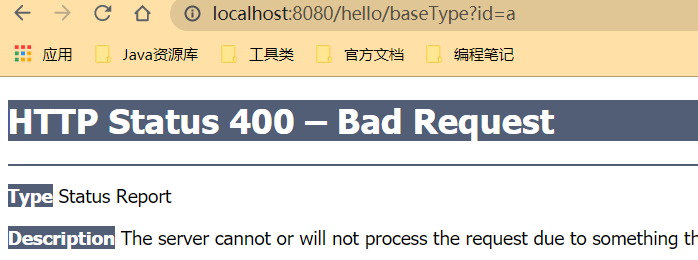 localhost:8080/hello/baseType?id=a
应用 Java资源库 工具类 官方文档 编程笔记
HTTP Status 400 – Bad Request
Type Status Report
Description The server cannot or will not process the request due to something th